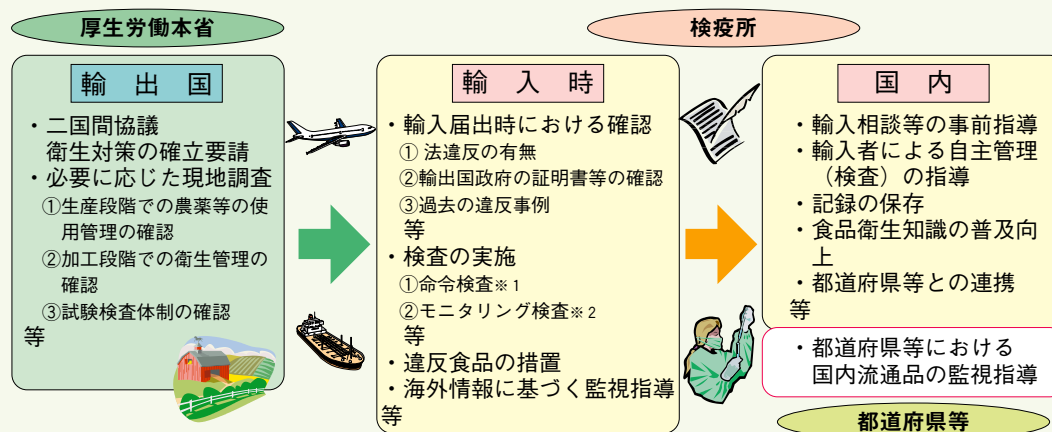 厚生労働本省
検疫所
輸出国
・二国間協議
衛生対策の確立要請
・必要に応じた現地調査
①生産段階での農薬等の使
用管理の確認
②加工段階での衛生管理の
確認
③試験検査体制の確認
等
輸入時
・輸入届出時における確認
① 法違反の有無
②輸出国政府の証明書等の確認
③過去の違反事例
等
・検査の実施
①命令検査※1
②モニタリング検査※2
等
・違反食品の措置
・海外情報に基づく監視指導
等
国内
・輸入相談等の事前指導
・輸入者による自主管理
（検査）の指導
・記録の保存
・食品衛生知識の普及向
上
・都道府県等との連携
等
・都道府県等における
国内流通品の監視指導
都道府県等